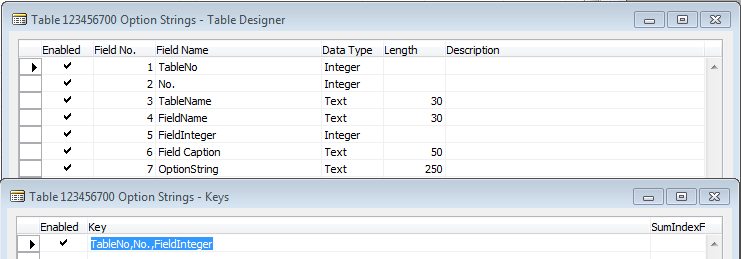 Table 123456700 Option Strings - Table Designer
Enabled Field No. Field Name Data Type Length Description
1 TableNo Integer
2 No. Integer
3 TableName Text 30
4 FieldName Text 30
5 FieldInteger Integer
6 Field Caption Text 50
7 OptionString Text 250
Table 123456700 Option Strings - Keys
Enabled Key SumIndexF
TableNo,No.,FieldInteger